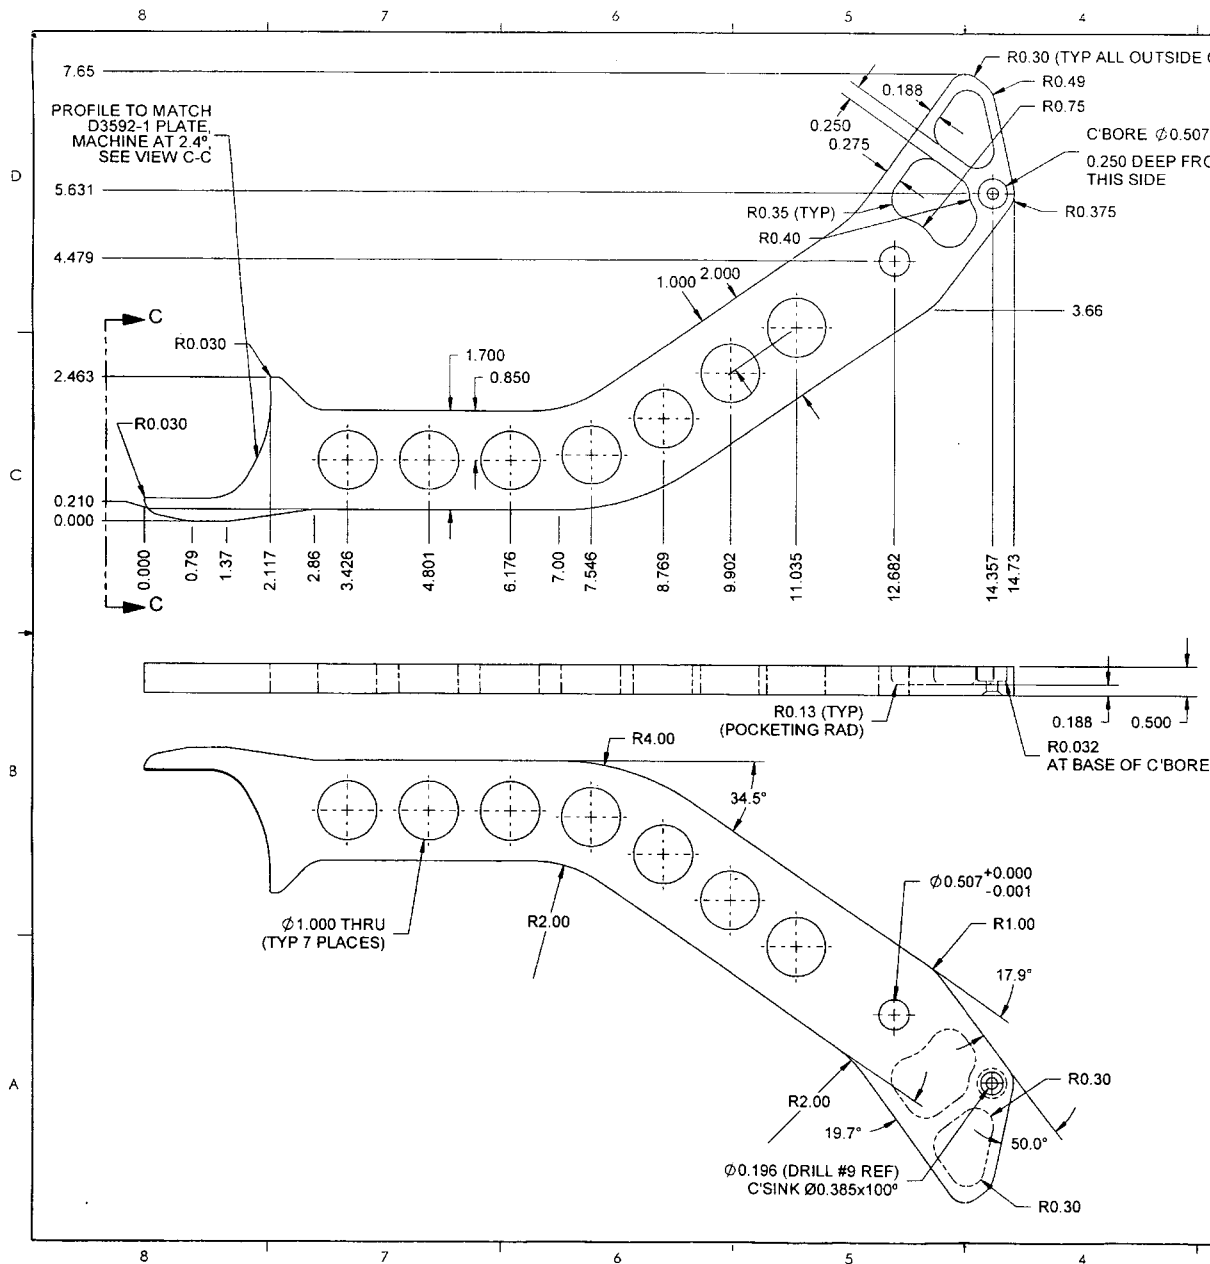 8 7 6 5 4
7.65
PROFILE TO MATCH
D3592-1 PLATE,
MACHINE AT 2.4°,
SEE VIEW C-C
0.188
0.250
0.275
R0.30 (TYP ALL OUTSIDE
R0.49
R0.75
C'BORE Ø0.507
0.250 DEEP FRO
THIS SIDE
D
5.631
R0.35 (TYP)
R0.40
R0.375
4.479
1.000
2.000
3.66
C
R0.030
1.700
0.850
2.463
R0.030
C
0.210
0.000
0.000
0.79
1.37
2.117
2.86
3.426
4.801
6.176
7.00
7.546
8.769
9.902
11.035
12.682
14.357
14.73
C
R0.13 (TYP)
(POCKETING RAD)
0.188
0.500
R0.032
AT BASE OF C'BORE
B
R4.00
34.5°
Ø0.507 +0.000
-0.001
Ø1.000 THRU
(TYP 7 PLACES)
R2.00
R1.00
17.9°
A
R2.00
R0.30
19.7°
50.0°
Ø0.196 (DRILL #9 REF)
C'SINK Ø0.385x100°
R0.30
8 7 6 5 4